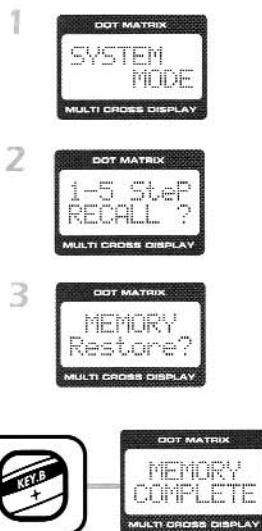 1
DOT MATRIX
SYSTEM
MODE
MULTI CROSS DISPLAY
2
DOT MATRIX
1-5 SteP
RECALL ?
MULTI CROSS DISPLAY
3
DOT MATRIX
MEMORY
Restore?
MULTI CROSS DISPLAY
KEY.B
+
DOT MATRIX
MEMORY
COMPLETE
MULTI CROSS DISPLAY